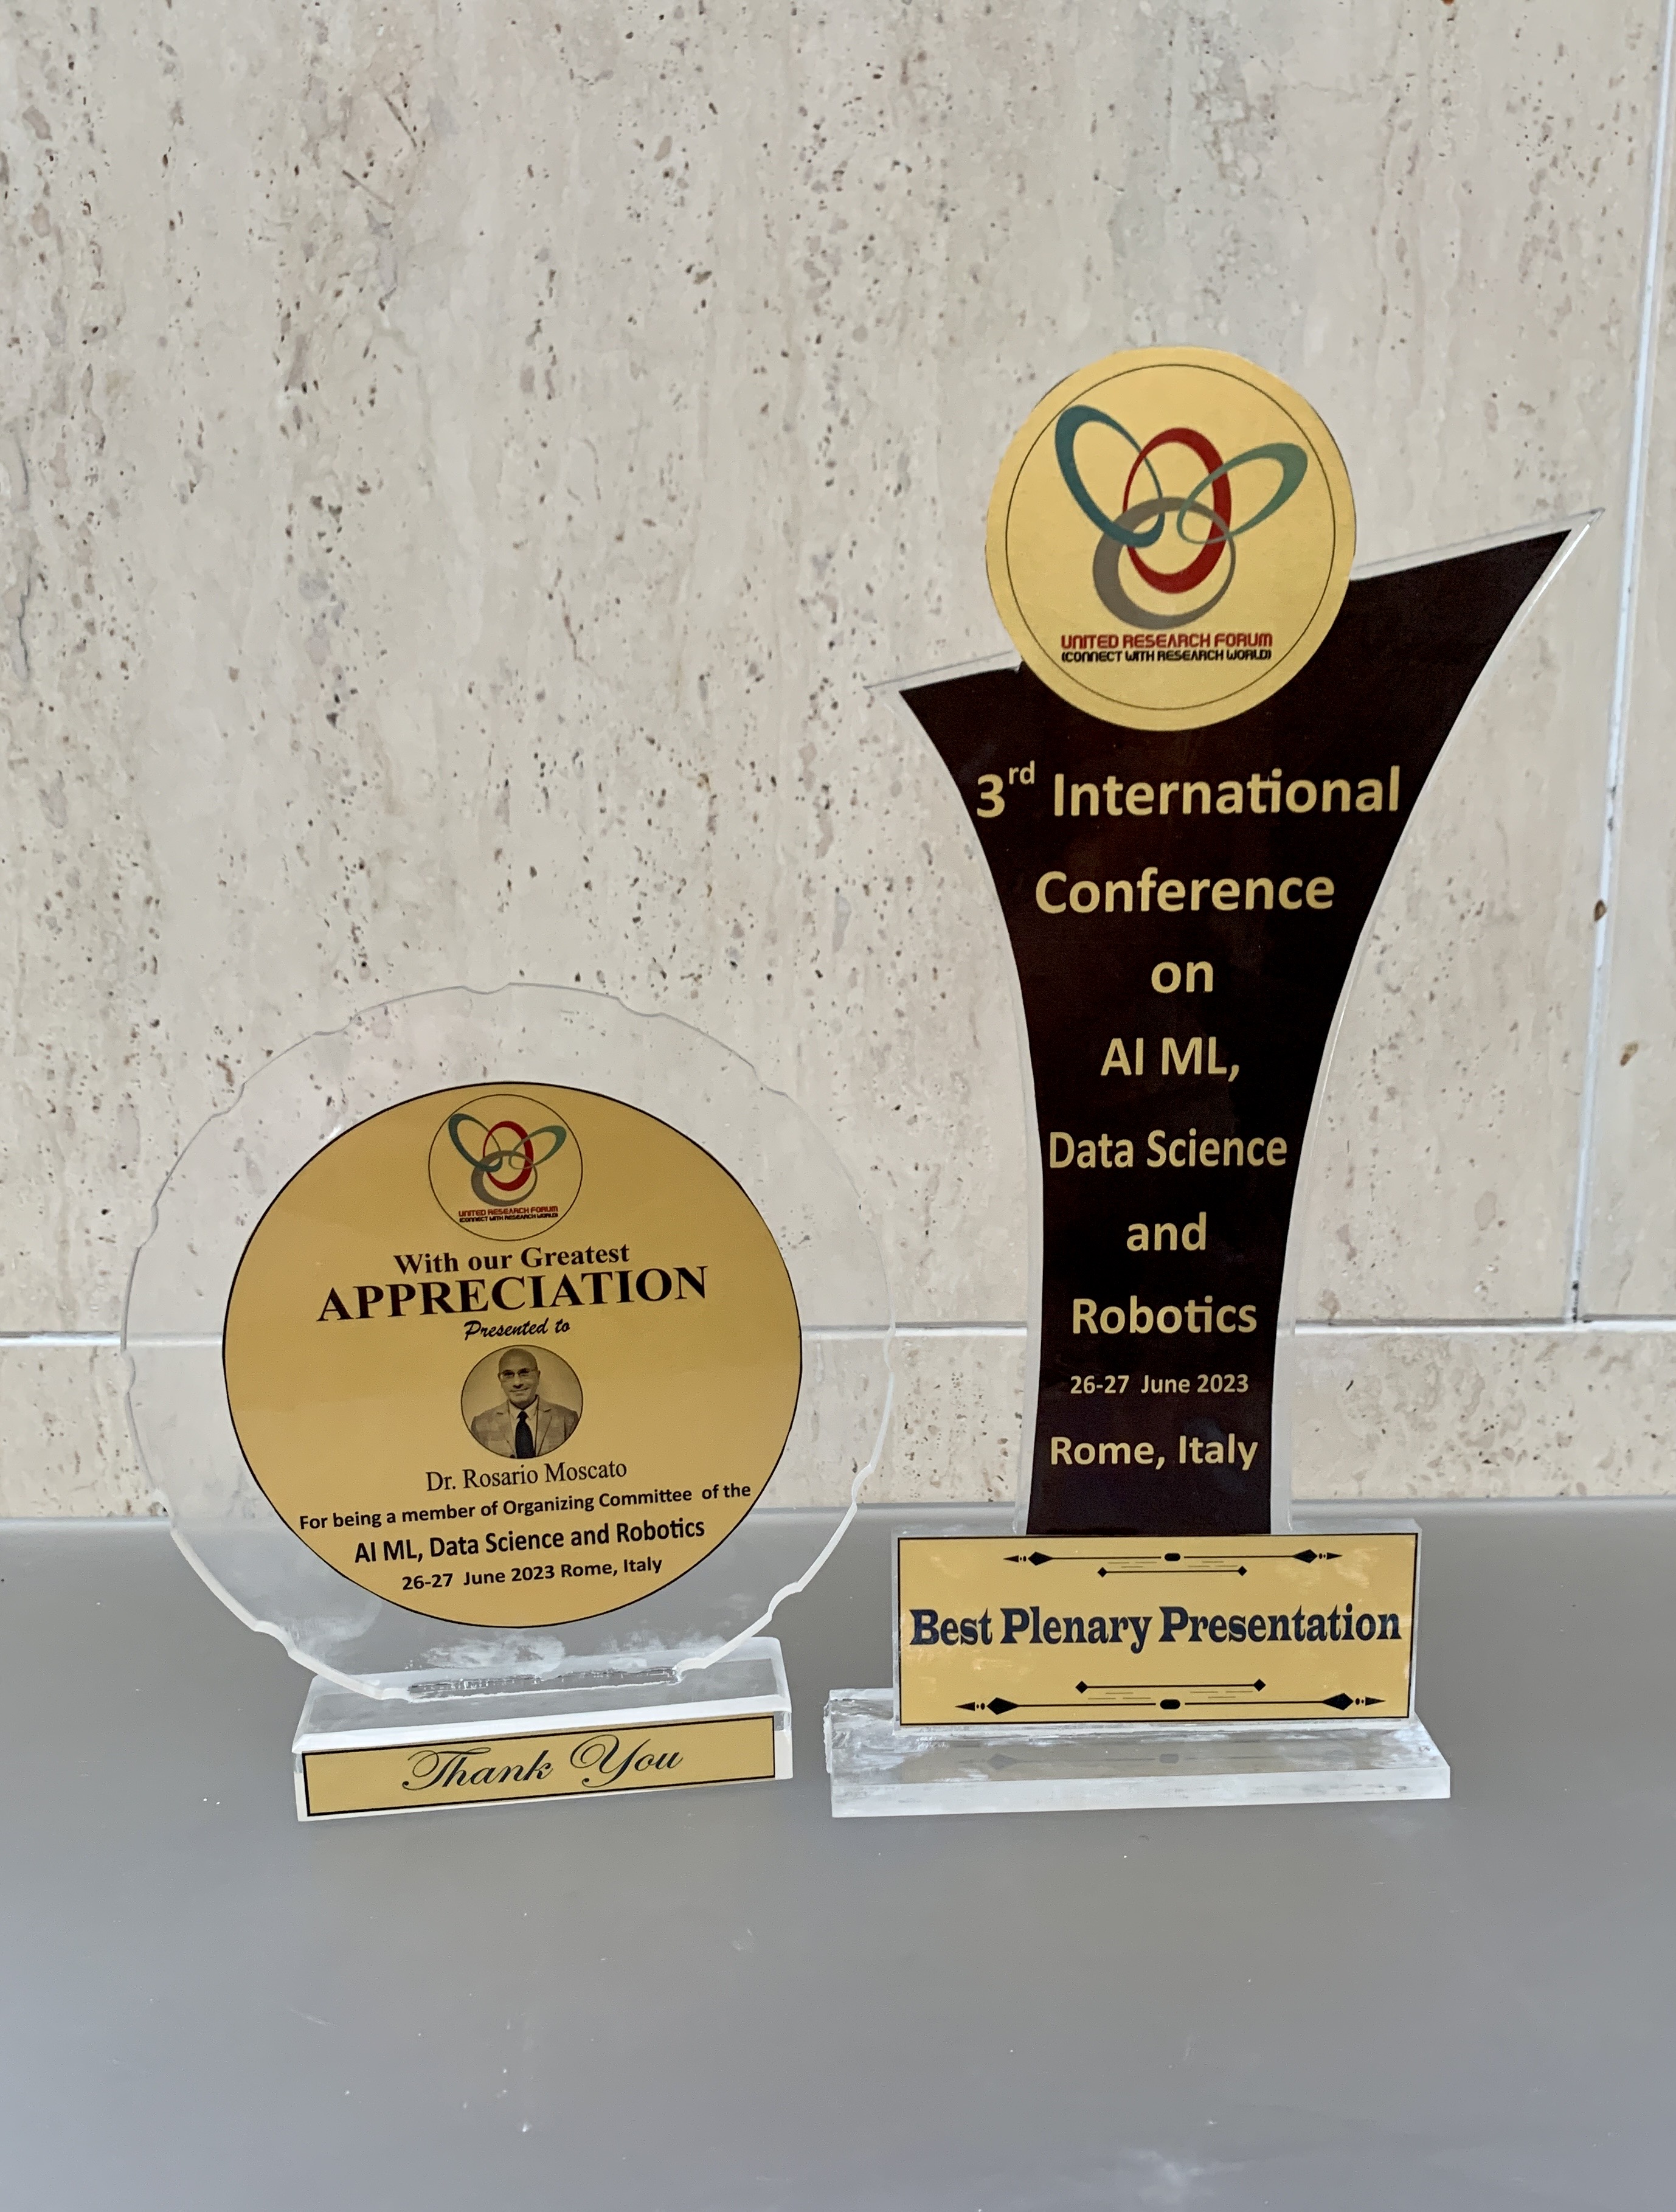 UNITED RESEARCH FORUM
(CONNECT WITH RESEARCH WORLD)
With our Greatest
APPRECIATION
Presented to
Dr. Rosario Moscato
For being a member of Organizing Committee of the
AI ML, Data Science and Robotics
26-27 June 2023 Rome, Italy
Thank You
UNITED RESEARCH FORUM
(CONNECT WITH RESEARCH WORLD)
3rd International
Conference
on
AI ML,
Data Science
and
Robotics
26-27 June 2023
Rome, Italy
Best Plenary Presentation